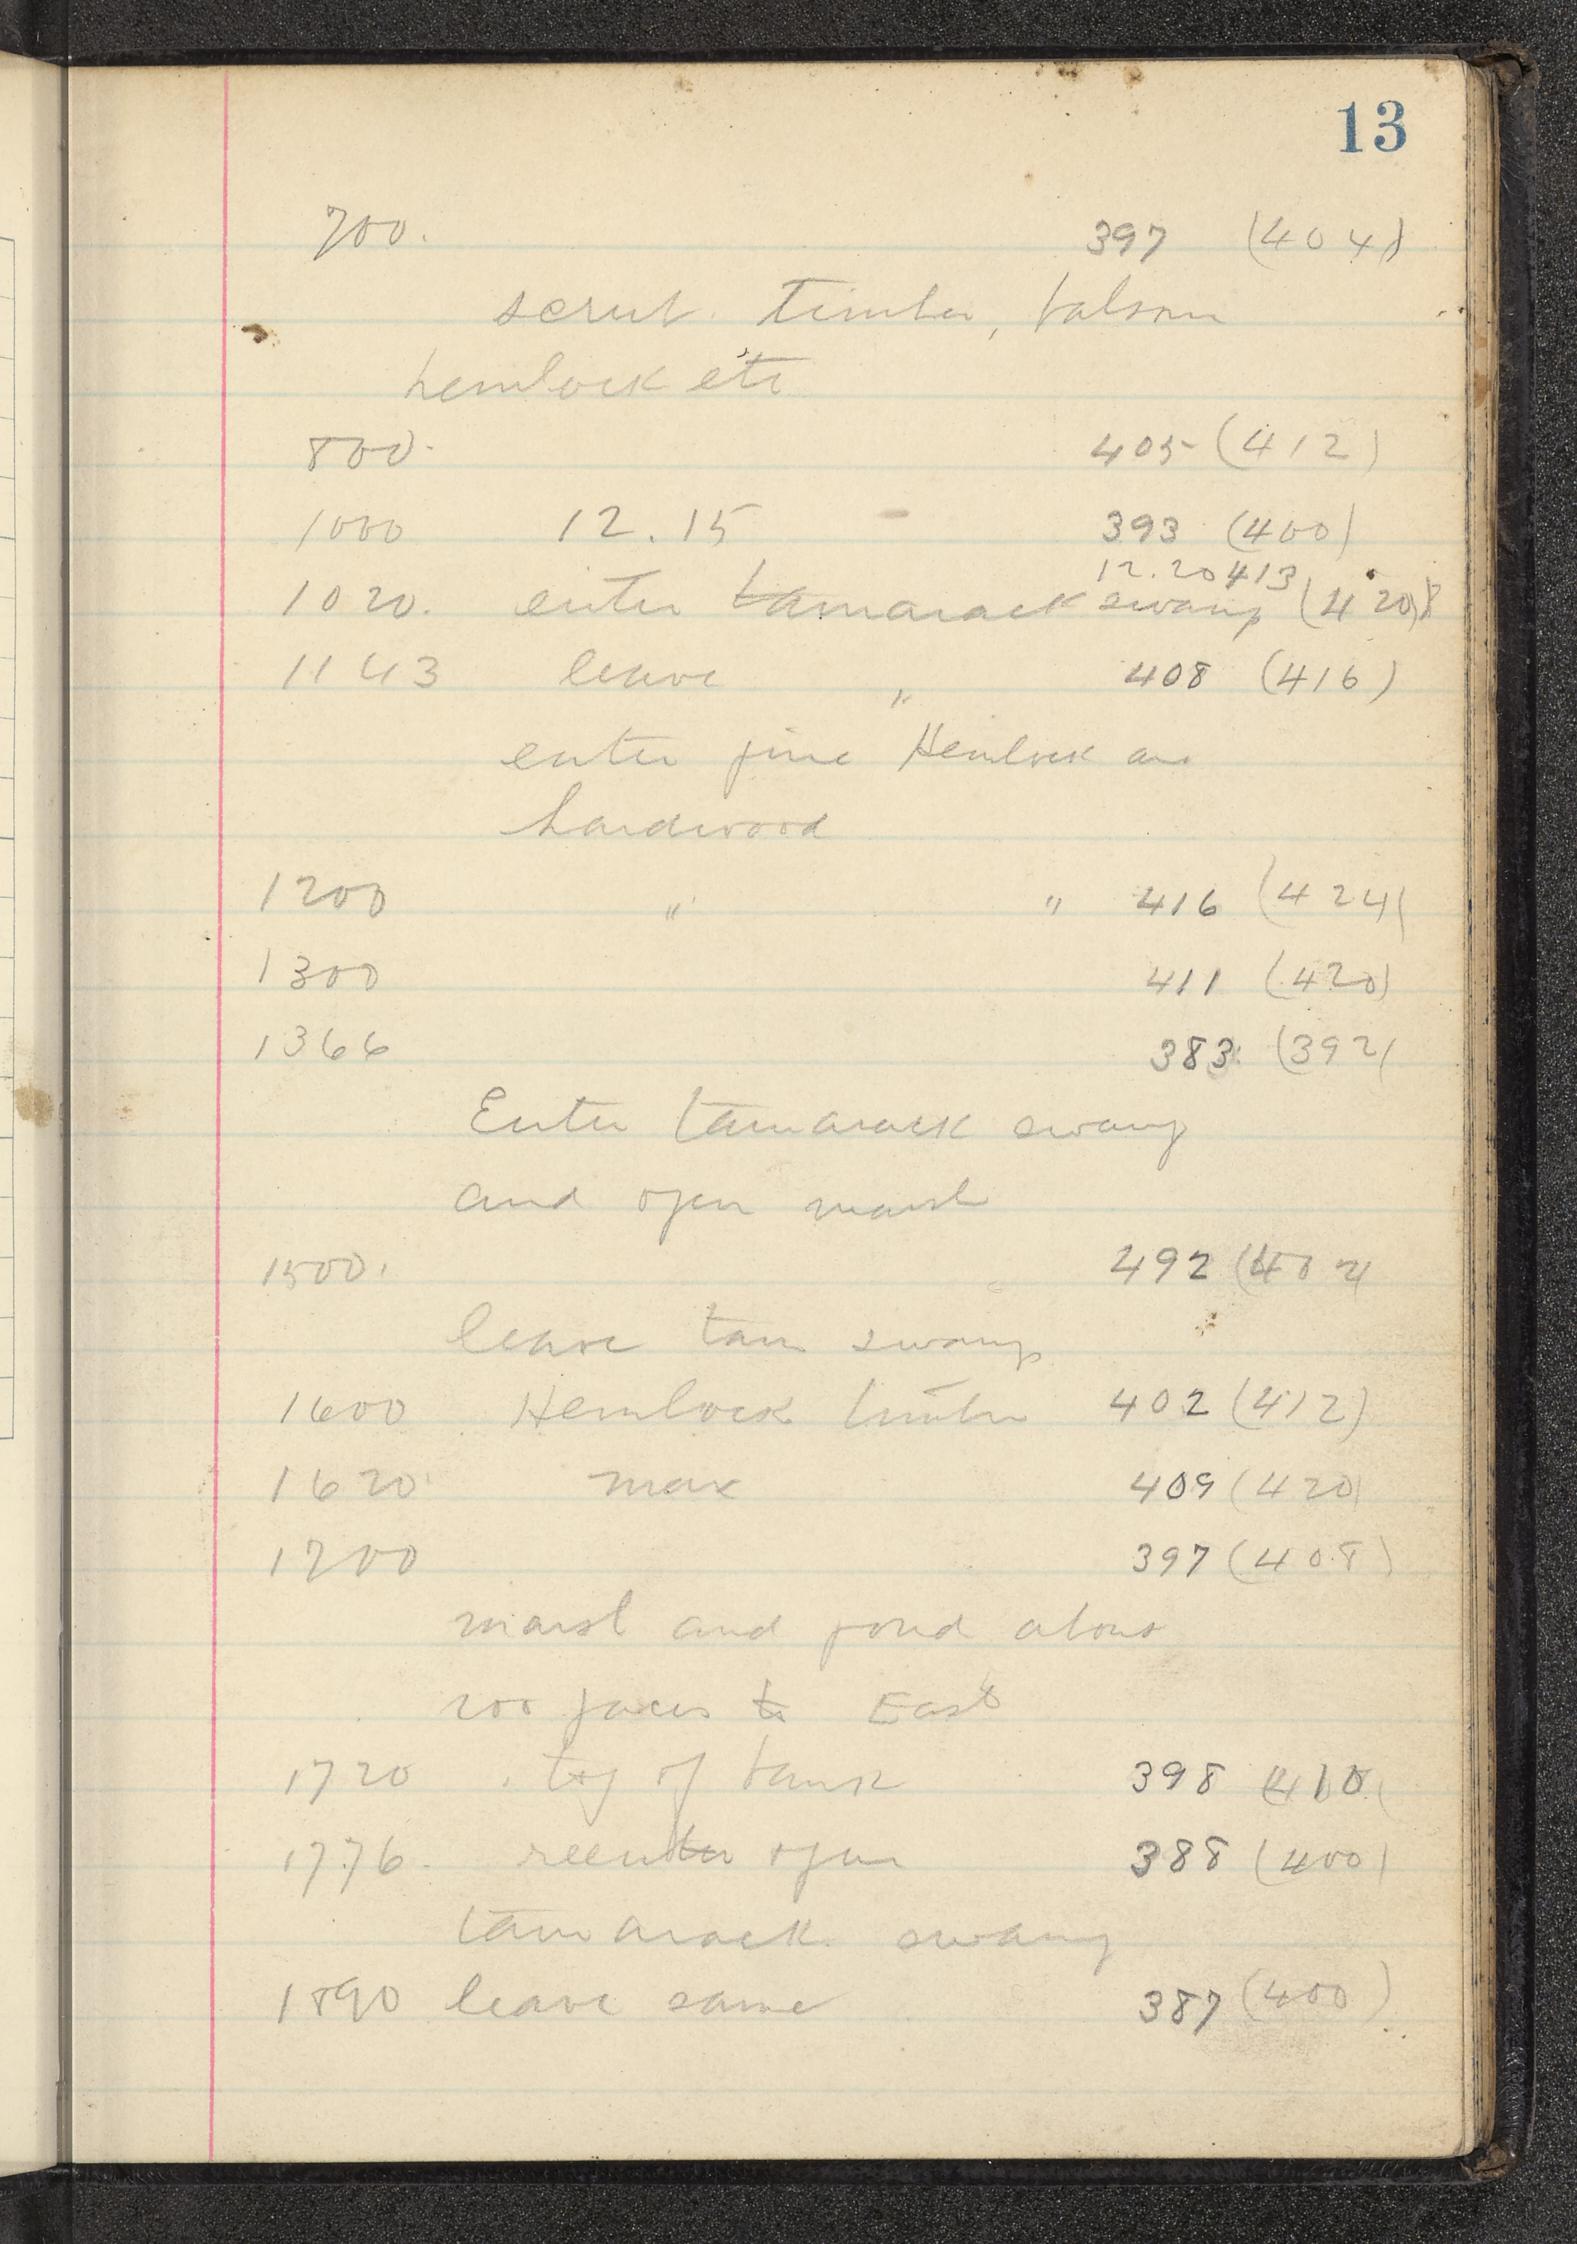 13
700. 397 (404)
scrub timber, balsam
hemlock etc
800. 405 (412)
1000 12.15 393 (400)
12.20 413
1020. enter tamarack swamp (420)
1143 leave " 408 (416)
enter pine Hemlock and
hardwood
1200 " " 416 (424)
1300 411 (420)
1366 383 (392)
Enter tamarack swamp
and open marsh
1500. 492 (402)
leave tam swamp
1600 Hemlock timber 402 (412)
1620 max 409 (420)
1700 397 (408)
marsh and pond about
200 paces to East
1720 top of bank 398 (410)
1776. reenter open 388 (400)
tamarack swamp
1890 leave same 387 (400)